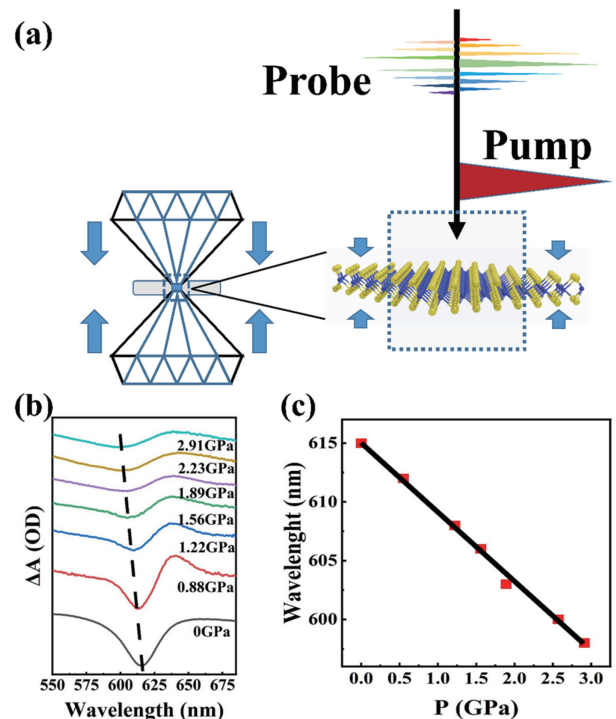 (a)
Probe
Pump
(b)
2.91GPa
2.23GPa
1.89GPa
1.56GPa
1.22GPa
0.88GPa
0GPa
ΔA (OD)
550 600 625 650 675
Wavelength (nm)
(c)
615
610
605
600
Wavelenght (nm)
0.0 0.5 1.0 1.5 2.0 2.5 3.0
P (GPa)